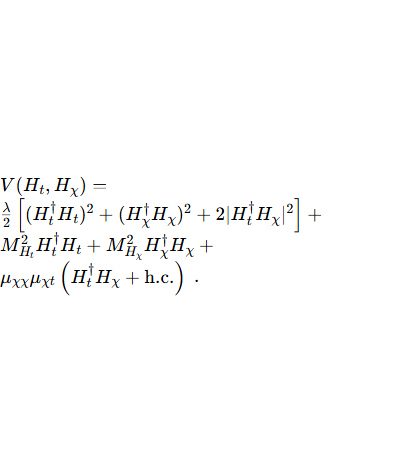 V(H_t, H_χ) =
\frac{λ}{2} [(H_t^† H_t)^2 + (H_χ^† H_χ)^2 + 2|H_t^† H_χ|^2] +
M_{H_t}^2 H_t^† H_t + M_{H_χ}^2 H_χ^† H_χ +
μ_{χχ} μ_{χt} (H_t^† H_χ + h.c.) .